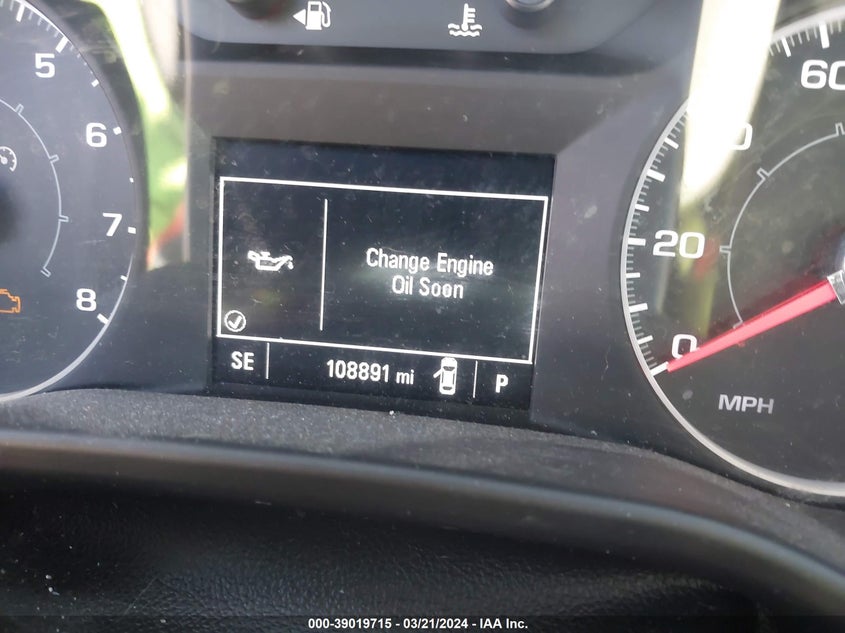 5
6
7
8
Change Engine
Oil Soon
SE 108891 mi P
60
20
0
MPH
000-39019715 - 03/21/2024 - IAA Inc.